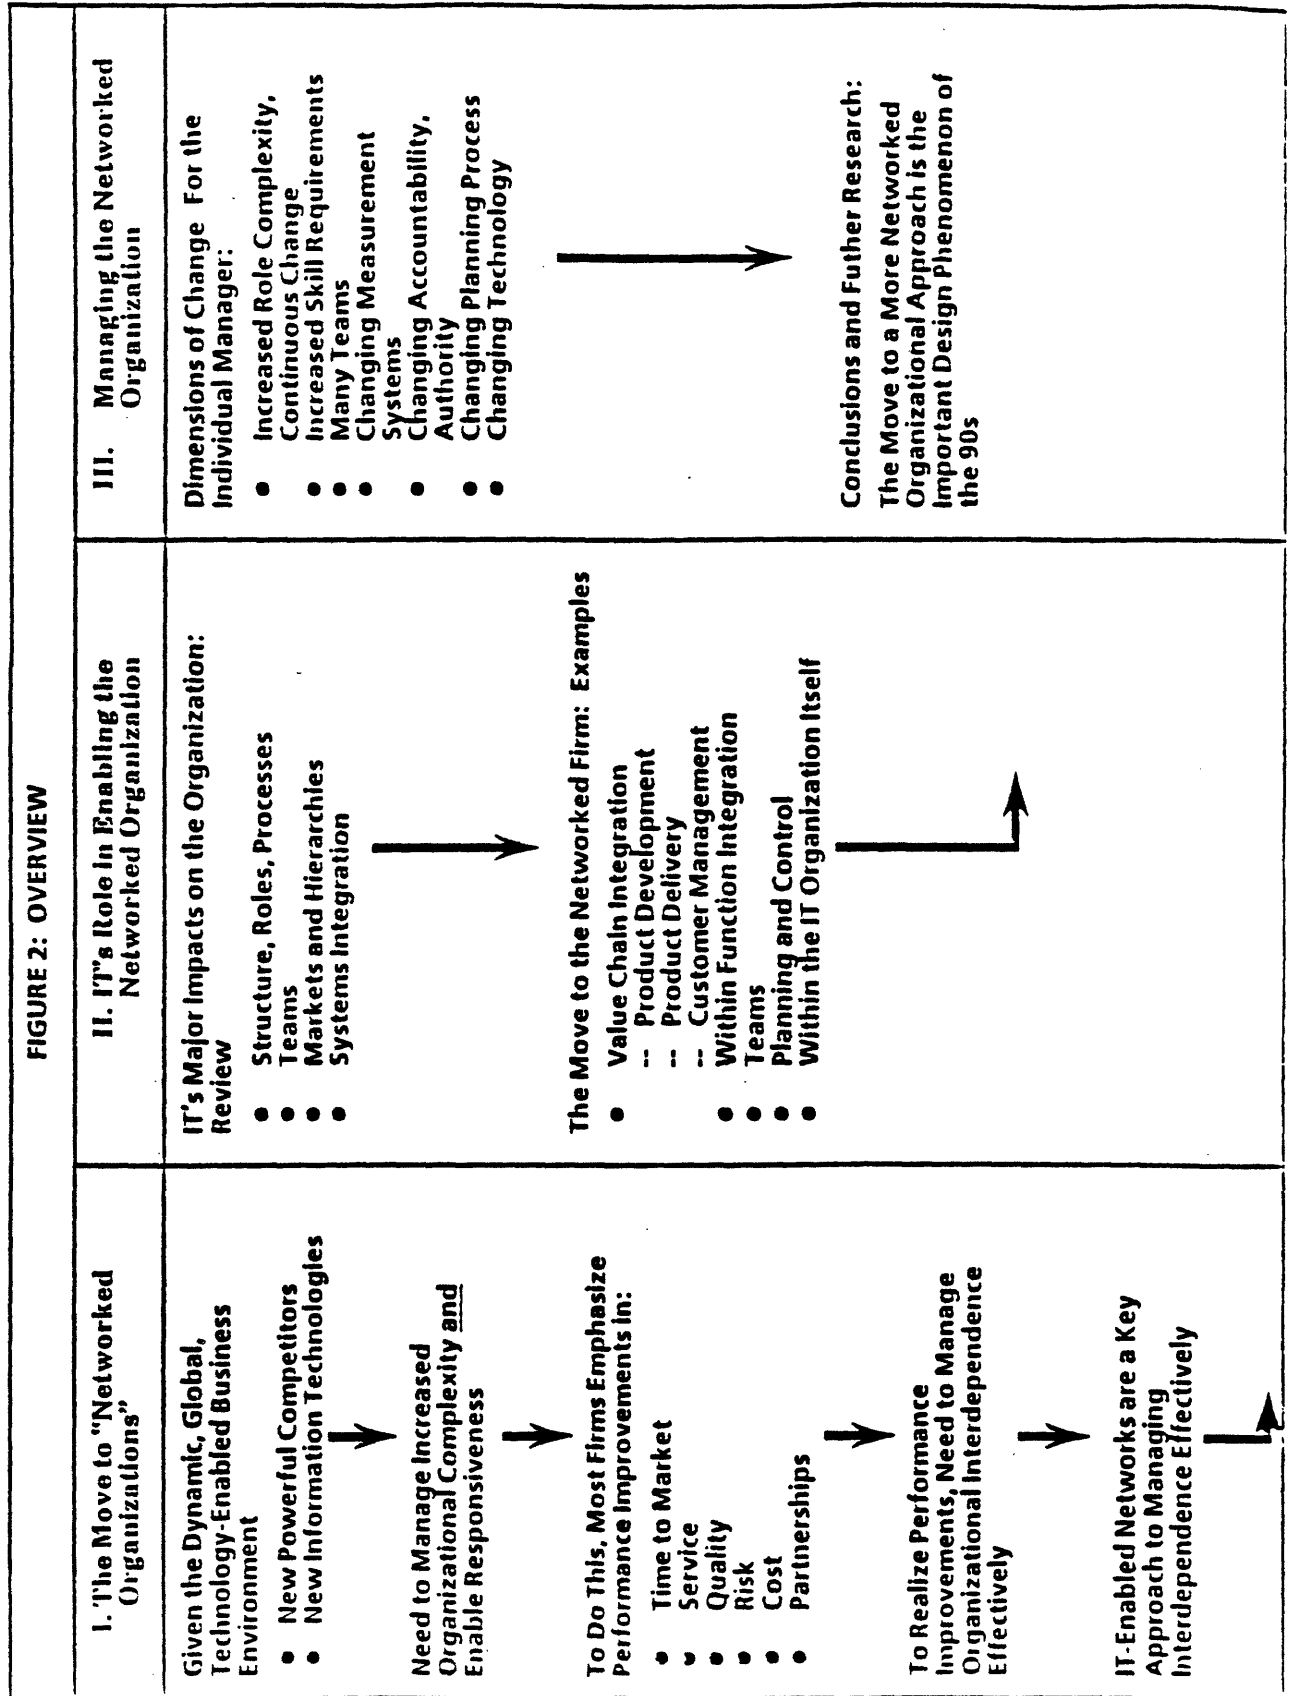 FIGURE 2: OVERVIEW
I. The Move to "Networked
Organizations"
Given the Dynamic, Global,
Technology-Enabled Business
Environment
● New Powerful Competitors
● New Information Technologies
Need to Manage Increased
Organizational Complexity and
Enable Responsiveness
To Do This, Most Firms Emphasize
Performance Improvements in:
● Time to Market
● Service
● Quality
● Risk
● Cost
● Partnerships
To Realize Performance
Improvements, Need to Manage
Organizational Interdependence
Effectively
IT-Enabled Networks are a Key
Approach to Managing
Interdependence Effectively
II. IT's Role In Enabling the
Networked Organization
IT's Major Impacts on the Organization:
Review
● Structure, Roles, Processes
● Teams
● Markets and Hierarchies
● Systems Integration
The Move to the Networked Firm: Examples
● Value Chain Integration
-- Product Development
-- Product Delivery
-- Customer Management
● Within Function Integration
● Teams
● Planning and Control
● Within the IT Organization Itself
III. Managing the Networked
Organization
Dimensions of Change For the
Individual Manager:
● Increased Role Complexity,
Continuous Change
● Increased Skill Requirements
● Many Teams
● Changing Measurement
Systems
● Changing Accountability,
Authority
● Changing Planning Process
● Changing Technology
Conclusions and Futher Research:
The Move to a More Networked
Organizational Approach is the
Important Design Phenomenon of
the 90s